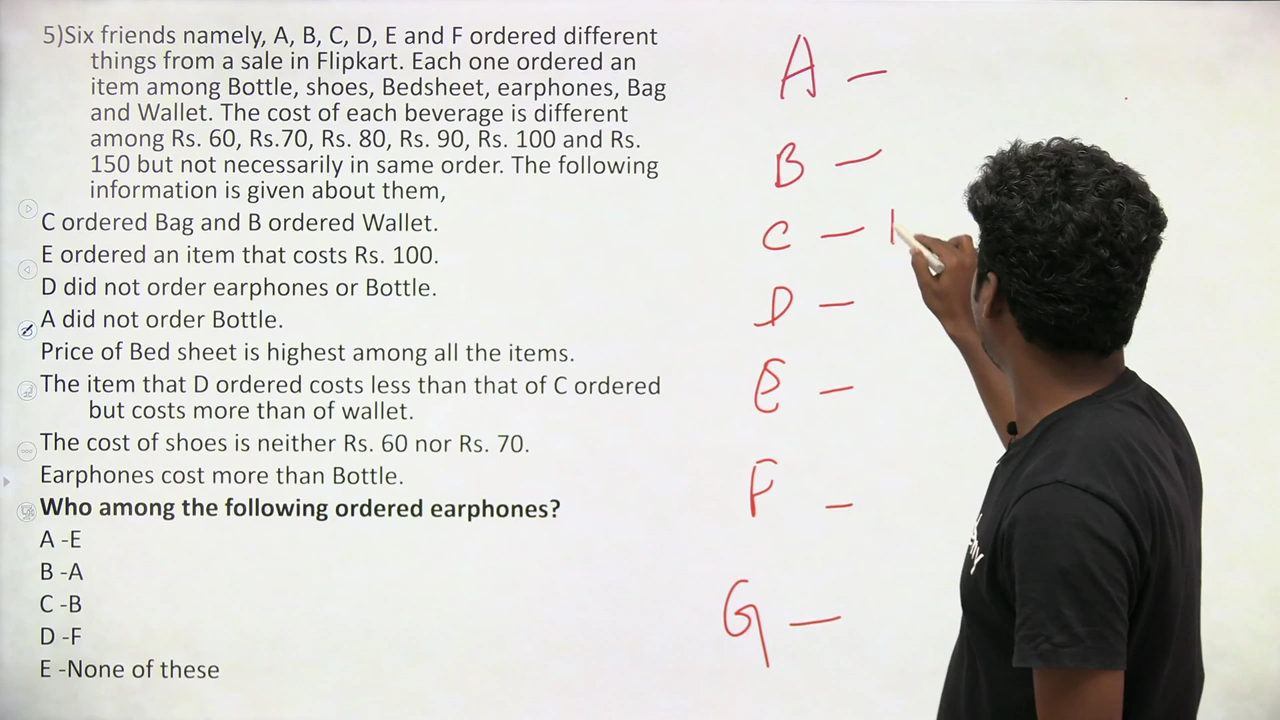 5)Six friends namely, A, B, C, D, E and F ordered different
things from a sale in Flipkart. Each one ordered an
item among Bottle, shoes, Bedsheet, earphones, Bag
and Wallet. The cost of each beverage is different
among Rs. 60, Rs.70, Rs. 80, Rs. 90, Rs. 100 and Rs.
150 but not necessarily in same order. The following
information is given about them,
C ordered Bag and B ordered Wallet.
E ordered an item that costs Rs. 100.
D did not order earphones or Bottle.
A did not order Bottle.
Price of Bed sheet is highest among all the items.
The item that D ordered costs less than that of C ordered
but costs more than of wallet.
The cost of shoes is neither Rs. 60 nor Rs. 70.
Earphones cost more than Bottle.
Who among the following ordered earphones?
A -E
B -A
C -B
D -F
E -None of these
A –
B –
C –
D –
E –
F –
G –